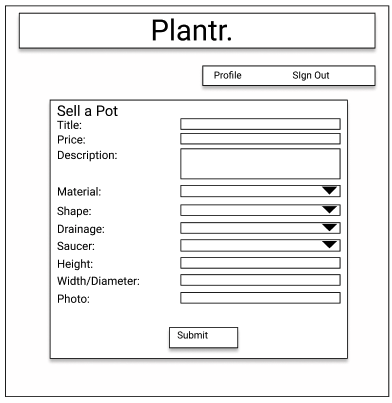 Plantr.
Profile SIgn Out
Sell a Pot
Title:
Price:
Description:
Material:
Shape:
Drainage:
Saucer:
Height:
Width/Diameter:
Photo:
Submit